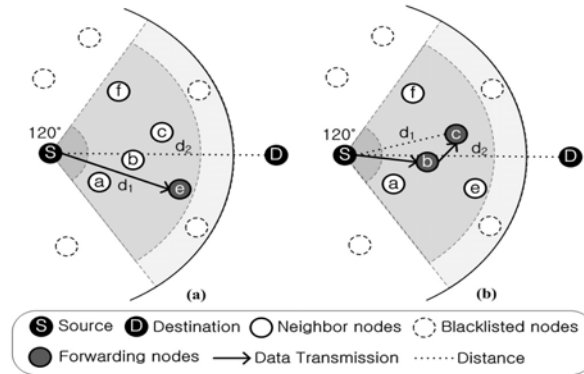 f
f
120°
c
d₂
120°
c
d₁
S
b
D
S
b
d₂
D
a
d₁
e
a
e
(a)
(b)
S Source D Destination Neighbor nodes Blacklisted nodes
Forwarding nodes Data Transmission Distance